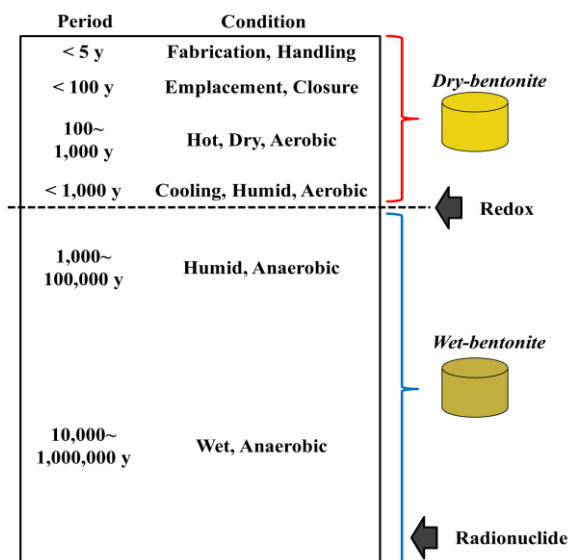 Period Condition
< 5 y Fabrication, Handling
< 100 y Emplacement, Closure
100~
1,000 y
Hot, Dry, Aerobic
< 1,000 y Cooling, Humid, Aerobic
Dry-bentonite
Redox
1,000~
100,000 y
Humid, Anaerobic
Wet-bentonite
10,000~
1,000,000 y
Wet, Anaerobic
Radionuclide